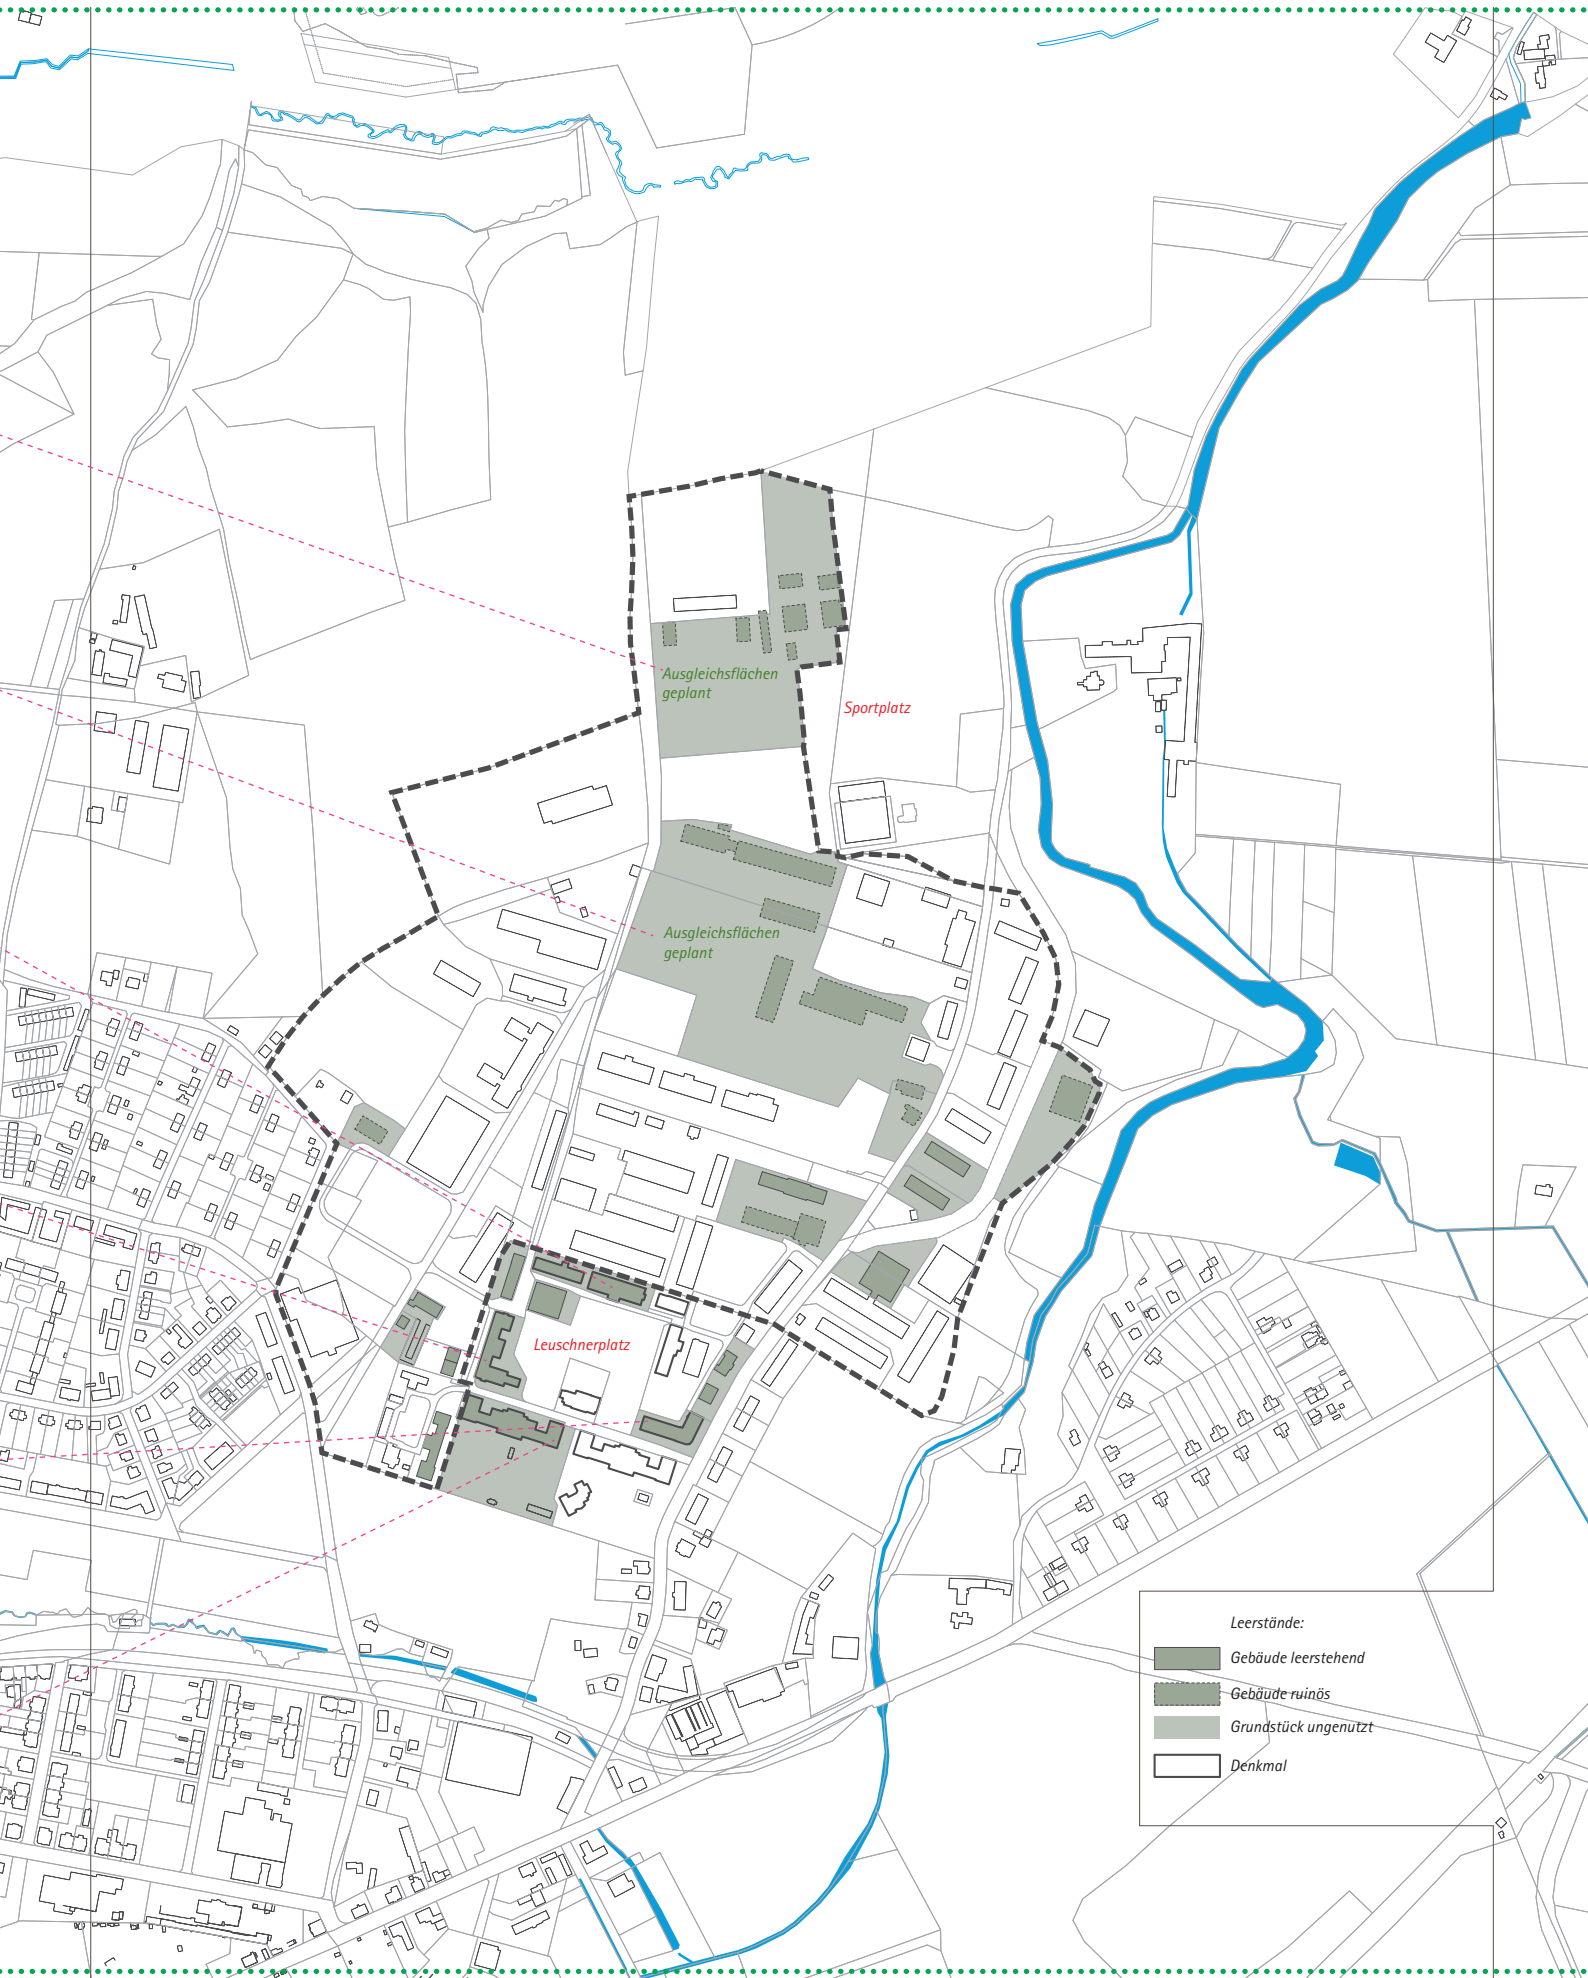 Ausgleichsflächen
geplant
Sportplatz
Ausgleichsflächen
geplant
Leuschnerplatz
Leerstände:
Gebäude leerstehend
Gebäude ruinös
Grundstück ungenutzt
Denkmal